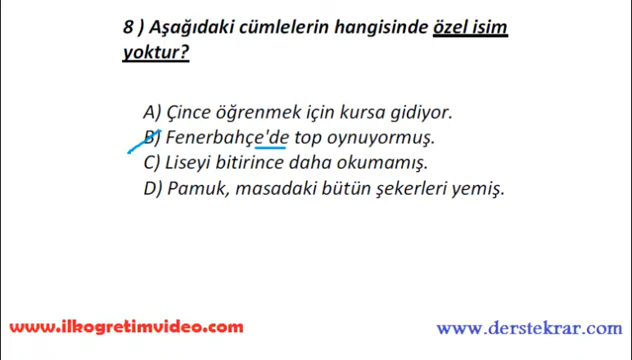 8 ) Aşağıdaki cümlelerin hangisinde özel isim
yoktur?
A) Çince öğrenmek için kursa gidiyor.
B) Fenerbahçe'de top oynuyormuş.
C) Liseyi bitirince daha okumamış.
D) Pamuk, masadaki bütün şekerleri yemiş.
www.ilkogretimvideo.com
www.derstekrar.com